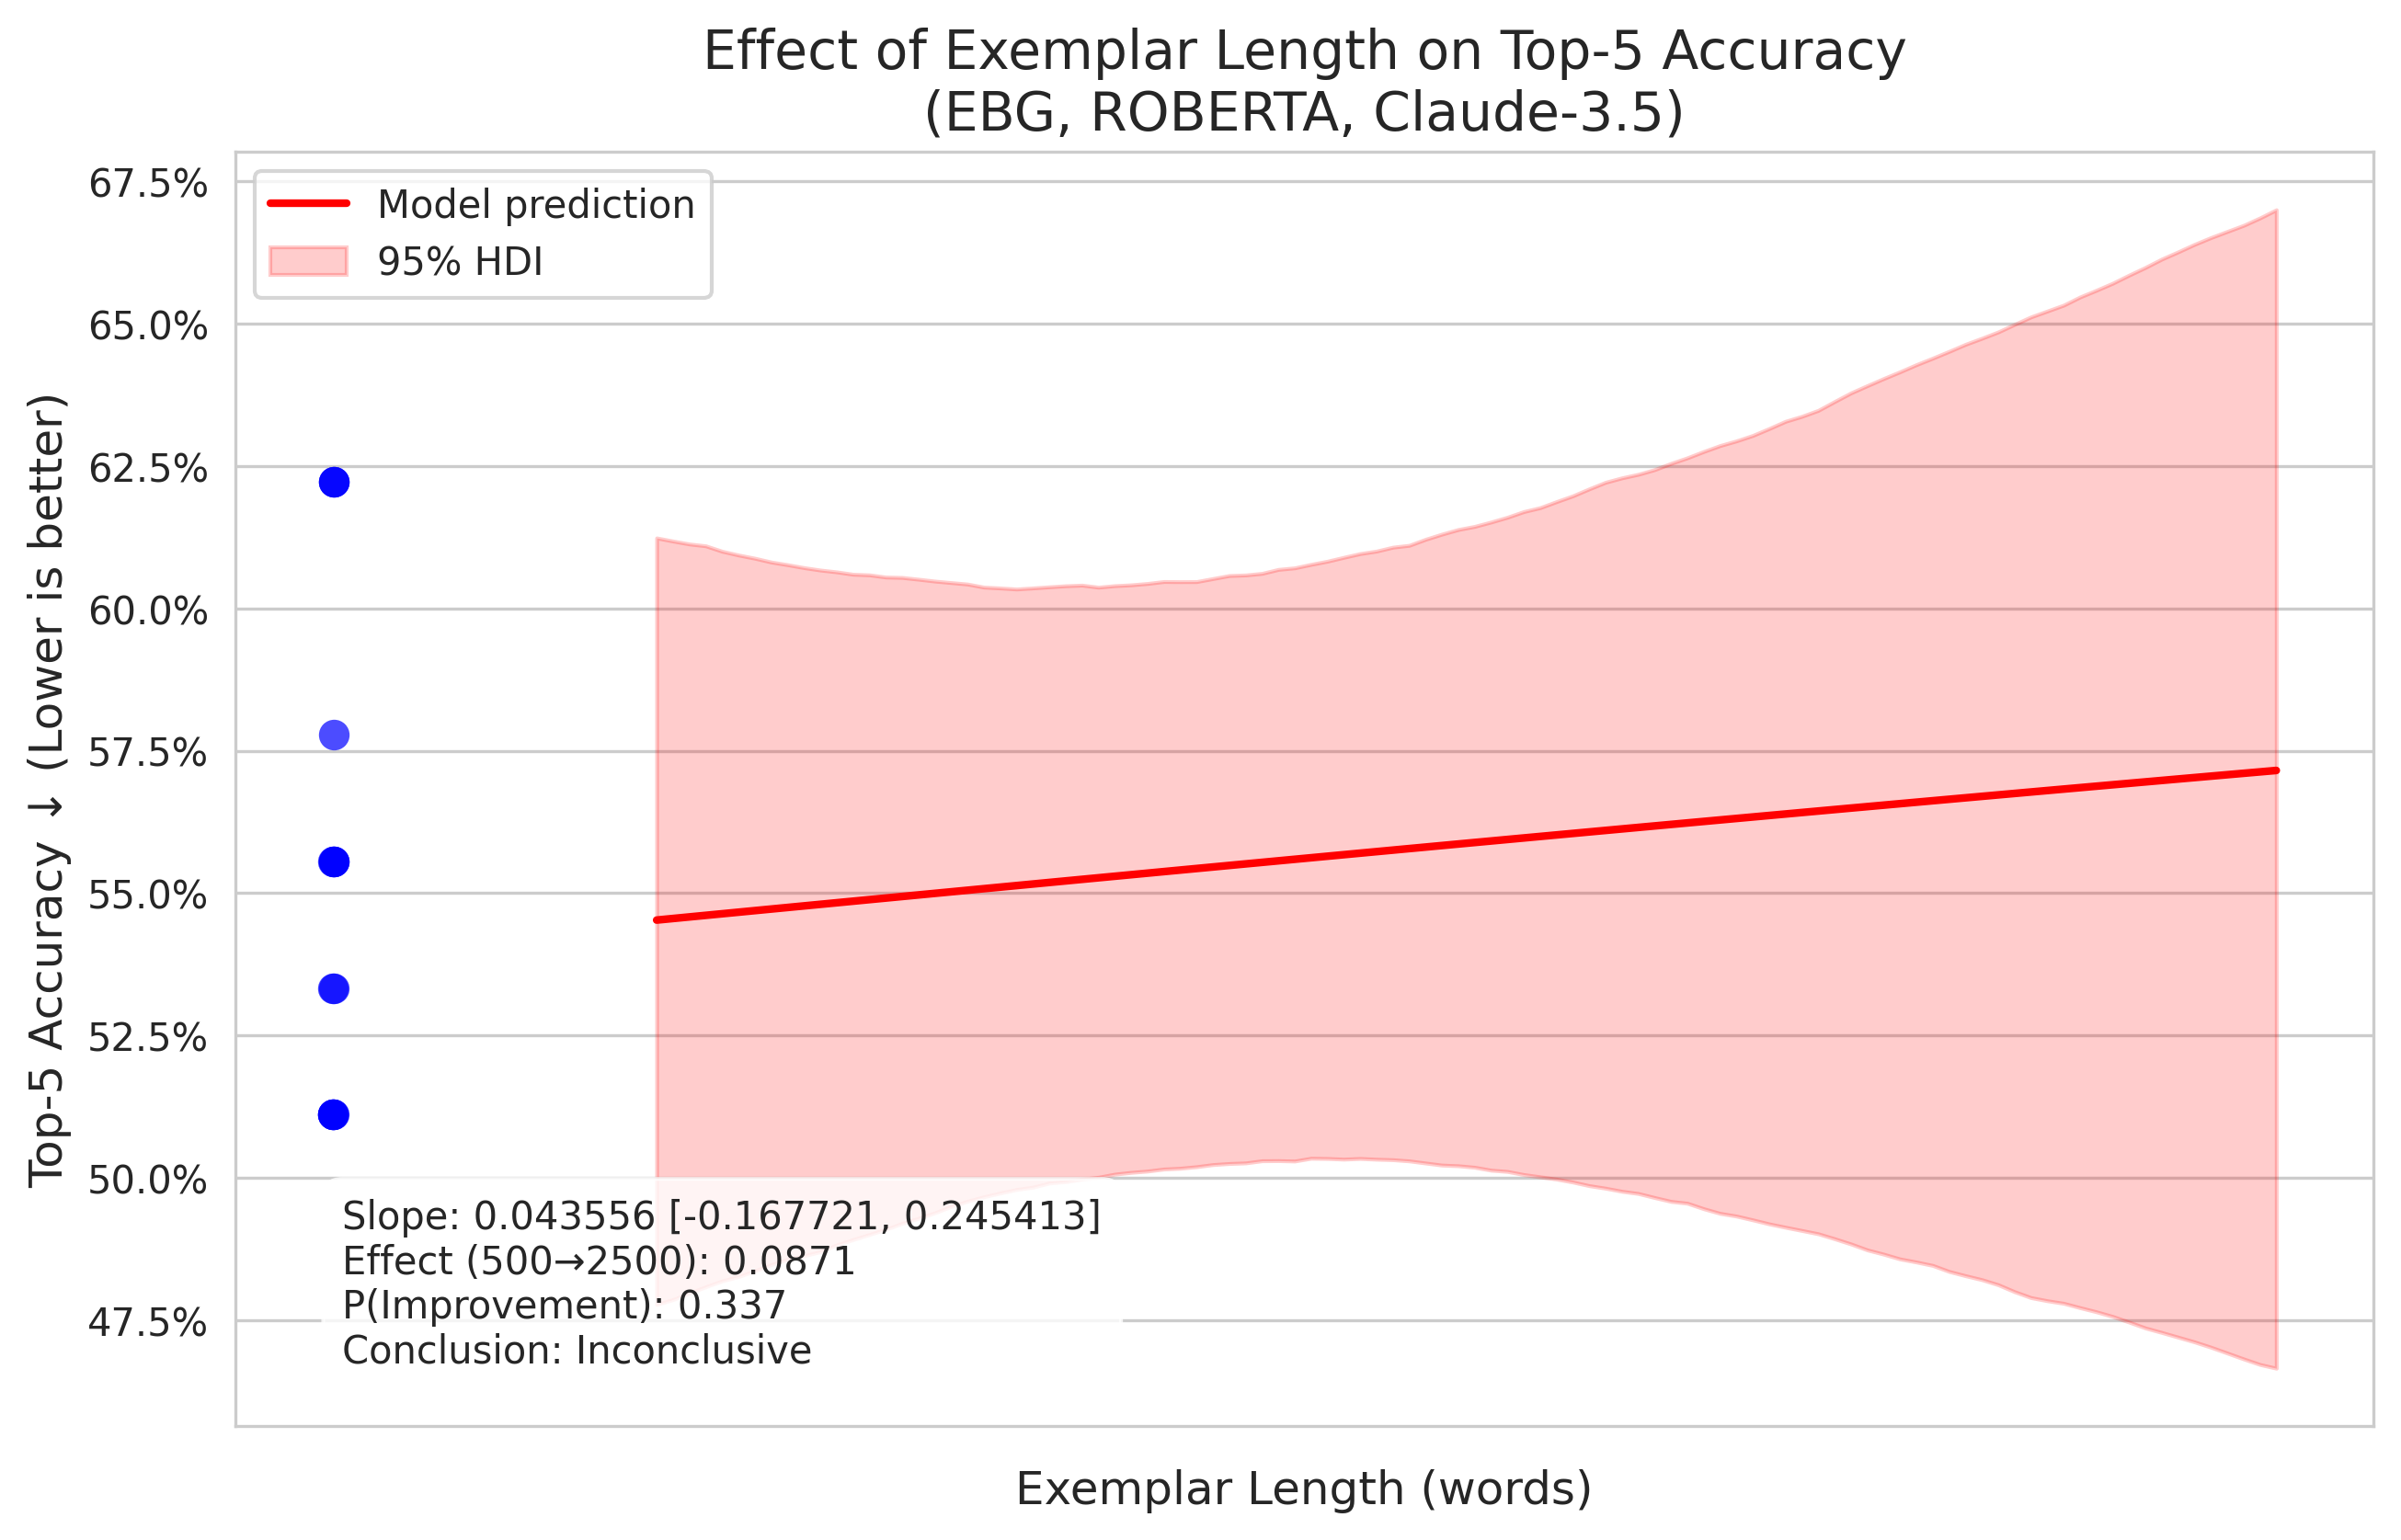 Effect of Exemplar Length on Top-5 Accuracy
(EBG, ROBERTA, Claude-3.5)
Model prediction
95% HDI
67.5%
65.0%
62.5%
60.0%
57.5%
55.0%
52.5%
50.0%
47.5%
Top-5 Accuracy ↓ (Lower is better)
Slope: 0.043556 [-0.167721, 0.245413]
Effect (500→2500): 0.0871
P(Improvement): 0.337
Conclusion: Inconclusive
Exemplar Length (words)